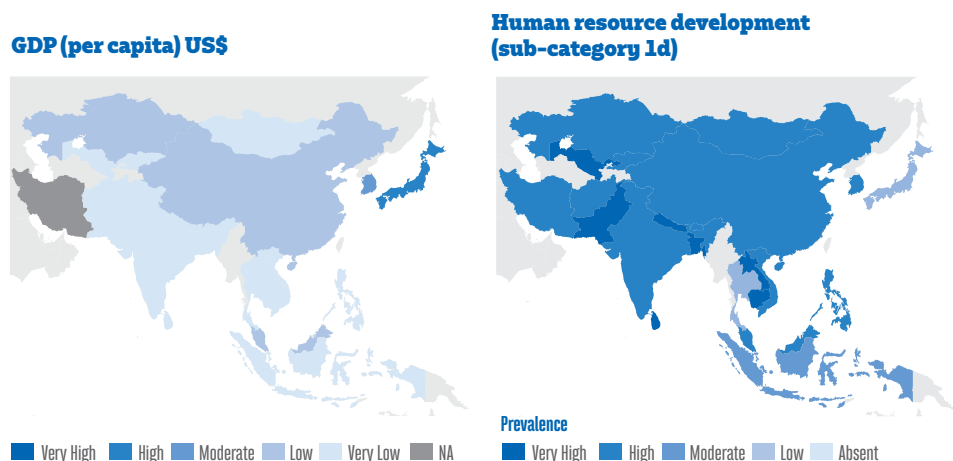 GDP (per capita) US$
Very High High Moderate Low Very Low NA
Human resource development
(sub-category 1d)
Prevalence
Very High High Moderate Low Absent